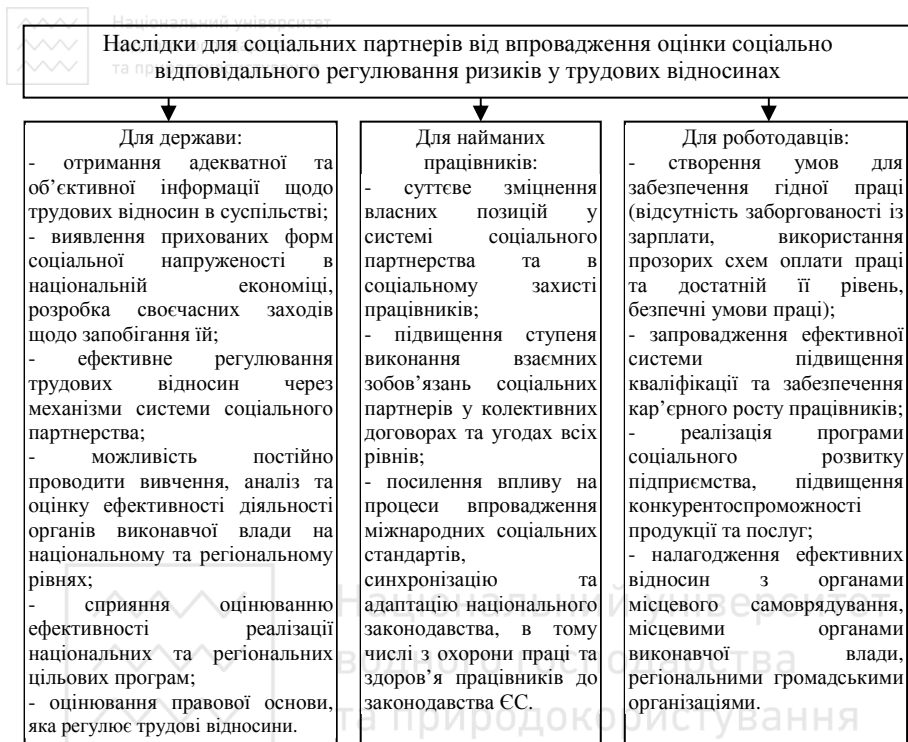 Національний університет
та природокористування
Наслідки для соціальних партнерів від впровадження оцінки соціально
відповідального регулювання ризиків у трудових відносинах
Для держави:
- отримання адекватної та
об’єктивної інформації щодо
трудових відносин в суспільстві;
- виявлення прихованих форм
соціальної напруженості в
національній економіці,
розробка своєчасних заходів
щодо запобігання їй;
- ефективне регулювання
трудових відносин через
механізми системи соціального
партнерства;
- можливість постійно
проводити вивчення, аналіз та
оцінку ефективності діяльності
органів виконавчої влади на
національному та регіональному
рівнях;
- сприяння оцінюванню
ефективності реалізації
національних та регіональних
цільових програм;
- оцінювання правової основи,
яка регулює трудові відносини.
Для найманих
працівників:
- суттєве зміцнення
власних позицій у
системі соціального
партнерства та в
соціальному захисті
працівників;
- підвищення ступеня
виконання взаємних
зобов’язань соціальних
партнерів у колективних
договорах та угодах всіх
рівнів;
- посилення впливу на
процеси впровадження
міжнародних соціальних
стандартів,
синхронізацію та
адаптацію національного
законодавства, в тому
числі з охорони праці та
здоров’я працівників до
законодавства ЄС.
Для роботодавців:
- створення умов для
забезпечення гідної праці
(відсутність заборгованості із
зарплати, використання
прозорих схем оплати праці
та достатній її рівень,
безпечні умови праці);
- запровадження ефективної
системи підвищення
кваліфікації та забезпечення
кар’єрного росту працівників;
- реалізація програми
соціального розвитку
підприємства, підвищення
конкурентоспроможності
продукції та послуг;
- налагодження ефективних
відносин з органами
місцевого самоврядування,
місцевими органами
виконавчої влади,
регіональними громадськими
організаціями.
Національний університет
водного господарства
та природокористування